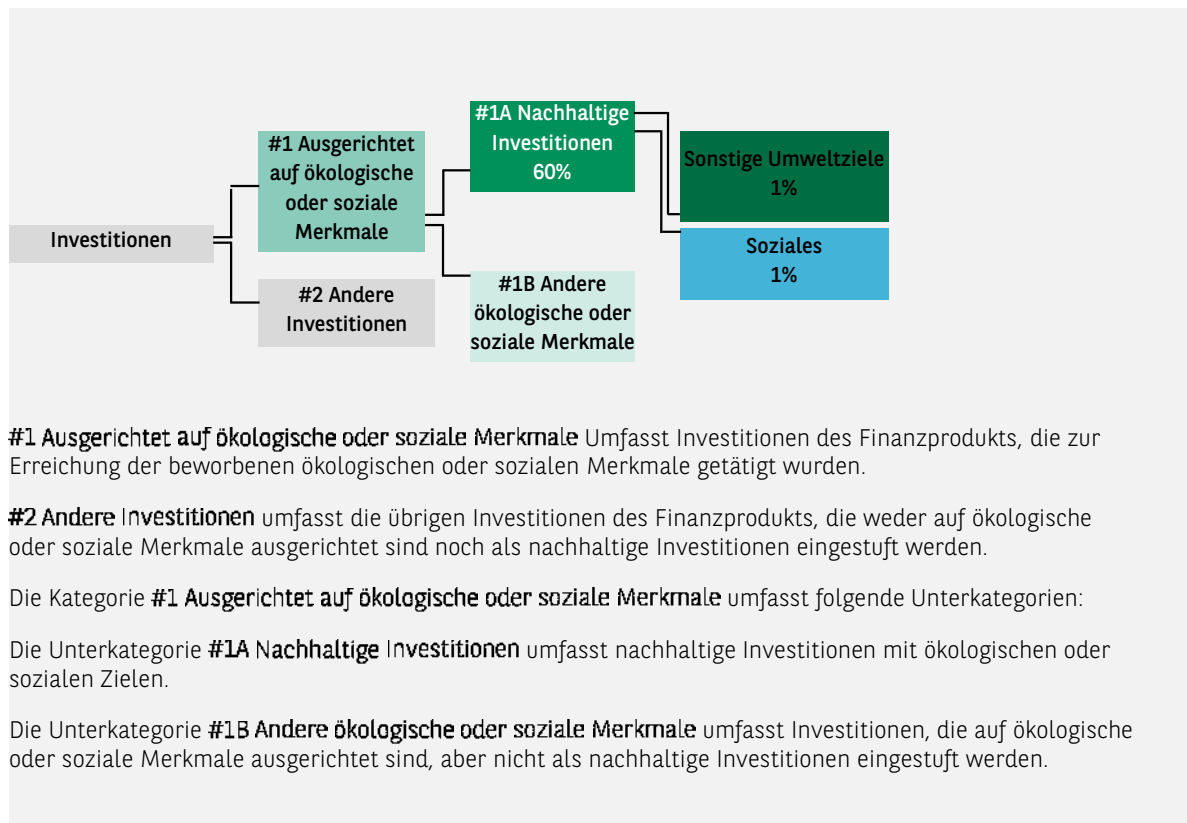 Investitionen
#1 Ausgerichtet
auf ökologische
oder soziale
Merkmale
#2 Andere
Investitionen
#1A Nachhaltige
Investitionen
60%
#1B Andere
ökologische oder
soziale Merkmale
Sonstige Umweltziele
1%
Soziales
1%
#1 Ausgerichtet auf ökologische oder soziale Merkmale Umfasst Investitionen des Finanzprodukts, die zur
Erreichung der beworbenen ökologischen oder sozialen Merkmale getätigt wurden.
#2 Andere Investitionen umfasst die übrigen Investitionen des Finanzprodukts, die weder auf ökologische
oder soziale Merkmale ausgerichtet sind noch als nachhaltige Investitionen eingestuft werden.
Die Kategorie #1 Ausgerichtet auf ökologische oder soziale Merkmale umfasst folgende Unterkategorien:
Die Unterkategorie #1A Nachhaltige Investitionen umfasst nachhaltige Investitionen mit ökologischen oder
sozialen Zielen.
Die Unterkategorie #1B Andere ökologische oder soziale Merkmale umfasst Investitionen, die auf ökologische
oder soziale Merkmale ausgerichtet sind, aber nicht als nachhaltige Investitionen eingestuft werden.